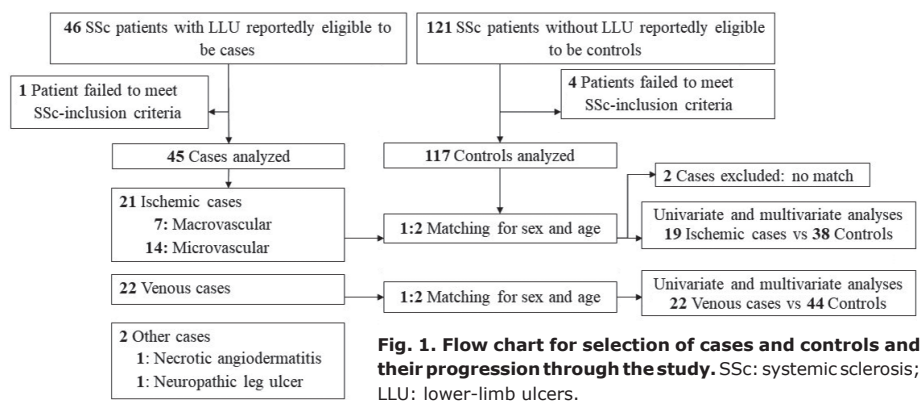 46 SSc patients with LLU reportedly eligible to
be cases
121 SSc patients without LLU reportedly eligible
to be controls
1 Patient failed to meet
SSc-inclusion criteria
4 Patients failed to meet
SSc-inclusion criteria
45 Cases analyzed
117 Controls analyzed
2 Cases excluded: no match
21 Ischemic cases
7: Macrovascular
14: Microvascular
1:2 Matching for sex and age
Univariate and multivariate analyses
19 Ischemic cases vs 38 Controls
22 Venous cases
1:2 Matching for sex and age
Univariate and multivariate analyses
22 Venous cases vs 44 Controls
2 Other cases
1: Necrotic angiodermatitis
1: Neuropathic leg ulcer
Fig. 1. Flow chart for selection of cases and controls and
their progression through the study. SSc: systemic sclerosis;
LLU: lower-limb ulcers.